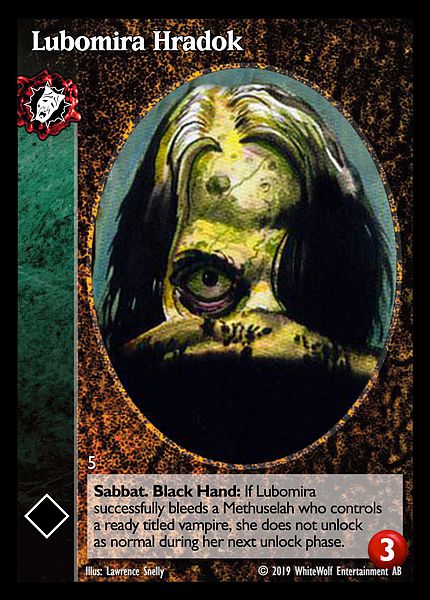 Lubomira Hradok
5
Sabbat. Black Hand: If Lubomira
successfully bleeds a Methuselah who controls
a ready titled vampire, she does not unlock
as normal during her next unlock phase.
3
Illus: Lawrence Snelly © 2019 WhiteWolf Entertainment AB